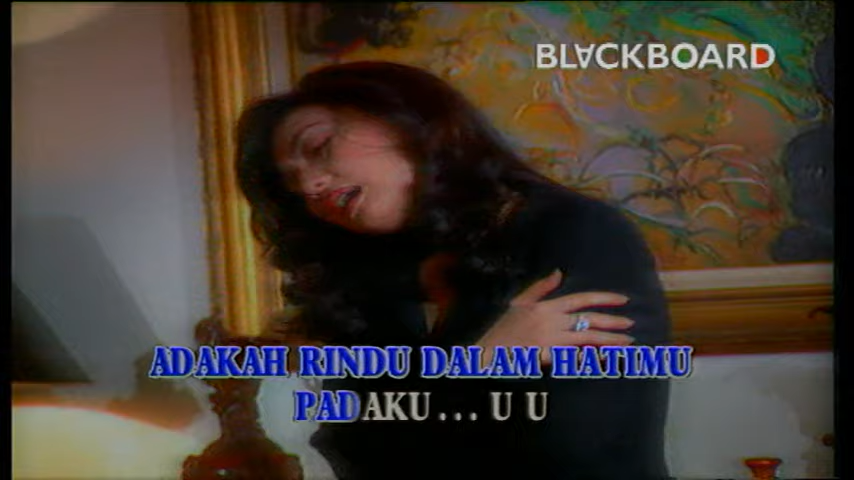 BLACKBOARD
ADAKAH RINDU DALAM HATIMU
PADAKU... U U